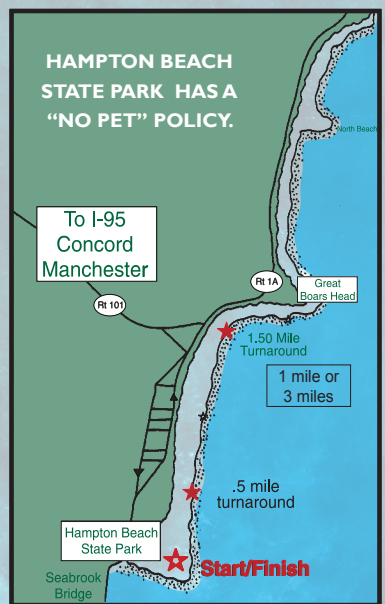 HAMPTON BEACH
STATE PARK HAS A
“NO PET” POLICY.
North Beach
To I-95
Concord
Manchester
Rt 1A
Great
Boars Head
Rt 101
1.50 Mile
Turnaround
1 mile or
3 miles
.5 mile
turnaround
Hampton Beach
State Park
Start/Finish
Seabrook
Bridge